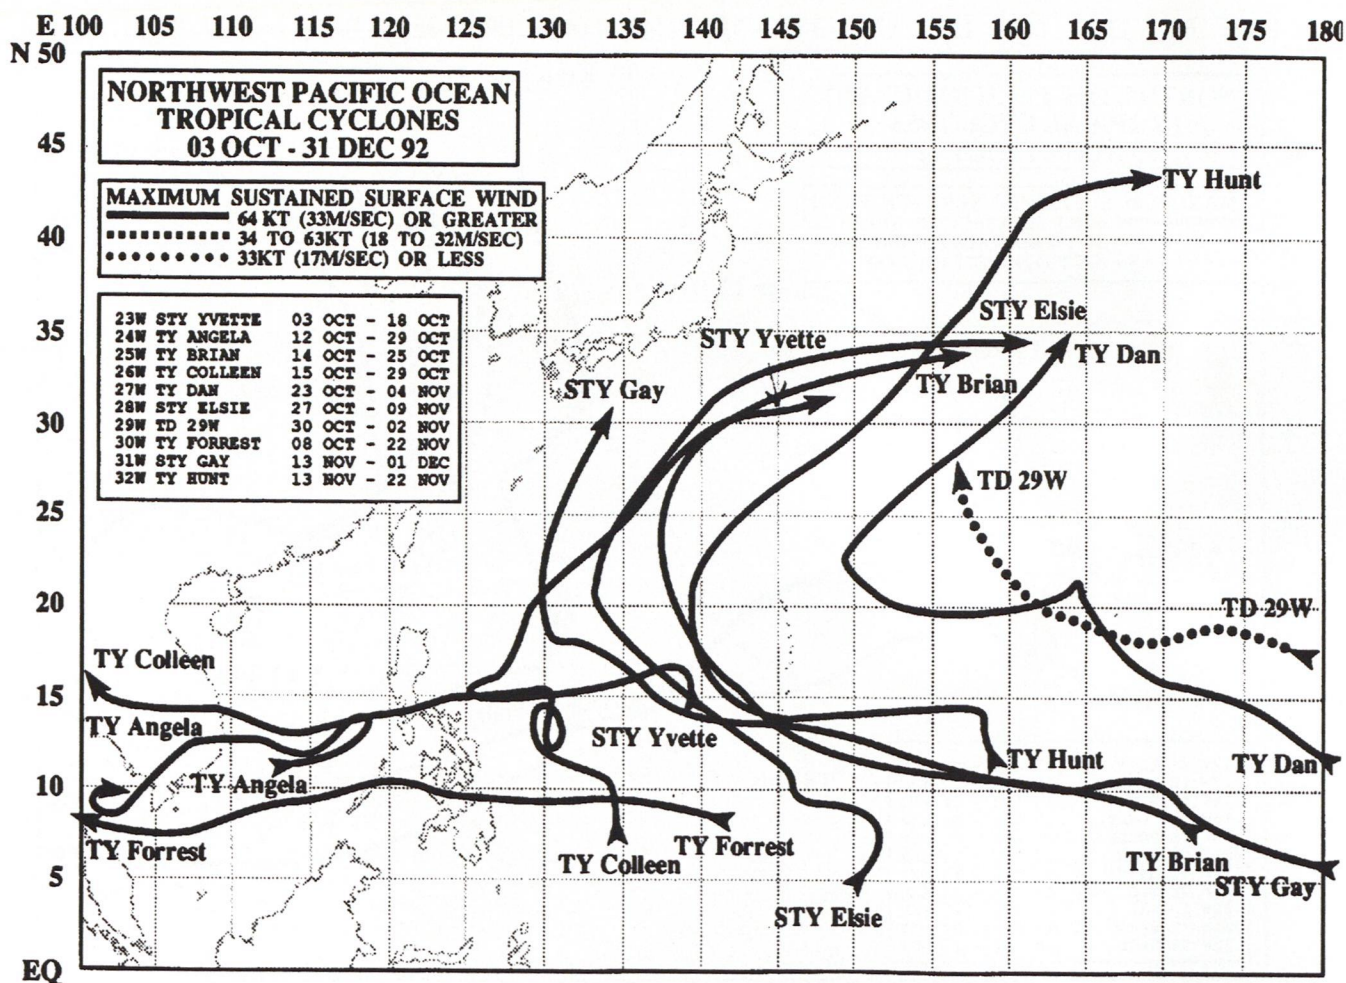 E 100 105 110 115 120 125 130 135 140 145 150 155 160 165 170 175 180
N 50
NORTHWEST PACIFIC OCEAN
TROPICAL CYCLONES
03 OCT - 31 DEC 92
45
MAXIMUM SUSTAINED SURFACE WIND
64 KT (33M/SEC) OR GREATER
34 TO 63KT (18 TO 32M/SEC)
33KT (17M/SEC) OR LESS
TY Hunt
40
23W STY YVETTE 03 OCT - 18 OCT
24W TY ANGELA 12 OCT - 29 OCT
25W TY BRIAN 14 OCT - 25 OCT
26W TY COLLEEN 15 OCT - 29 OCT
27W TY DAN 23 OCT - 04 NOV
28W STY ELSIE 27 OCT - 09 NOV
29W TD 29W 30 OCT - 02 NOV
30W TY FORREST 08 OCT - 22 NOV
31W STY GAY 13 NOV - 01 DEC
32W TY HUNT 13 NOV - 22 NOV
STY Elsie
35
STY Yvette
TY Dan
TY Brian
STY Gay
30
TD 29W
25
20
TD 29W
TY Colleen
15
TY Angela
STY Yvette
TY Hunt
TY Dan
10
TY Angela
TY Forrest
TY Forrest
TY Colleen
TY Brian
5
STY Gay
STY Elsie
EQ